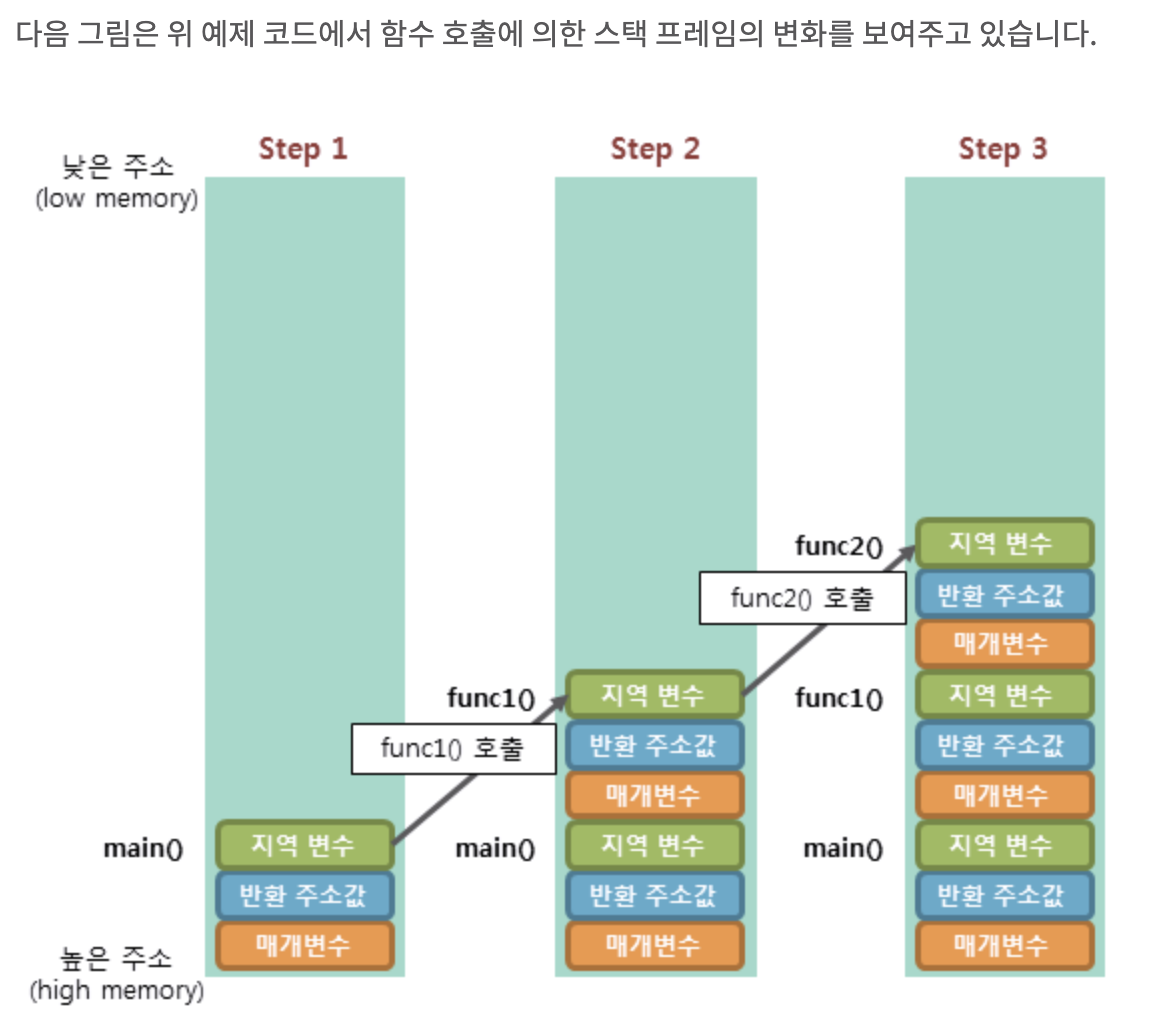 다음 그림은 위 예제 코드에서 함수 호출에 의한 스택 프레임의 변화를 보여주고 있습니다.
Step 1
Step 2
Step 3
낮은 주소
(low memory)
func2()
지역 변수
func2() 호출
반환 주소값
매개변수
func1()
지역 변수
func1()
지역 변수
func1() 호출
반환 주소값
반환 주소값
매개변수
매개변수
main()
지역 변수
main()
지역 변수
main()
지역 변수
반환 주소값
반환 주소값
반환 주소값
높은 주소
(high memory)
매개변수
매개변수
매개변수